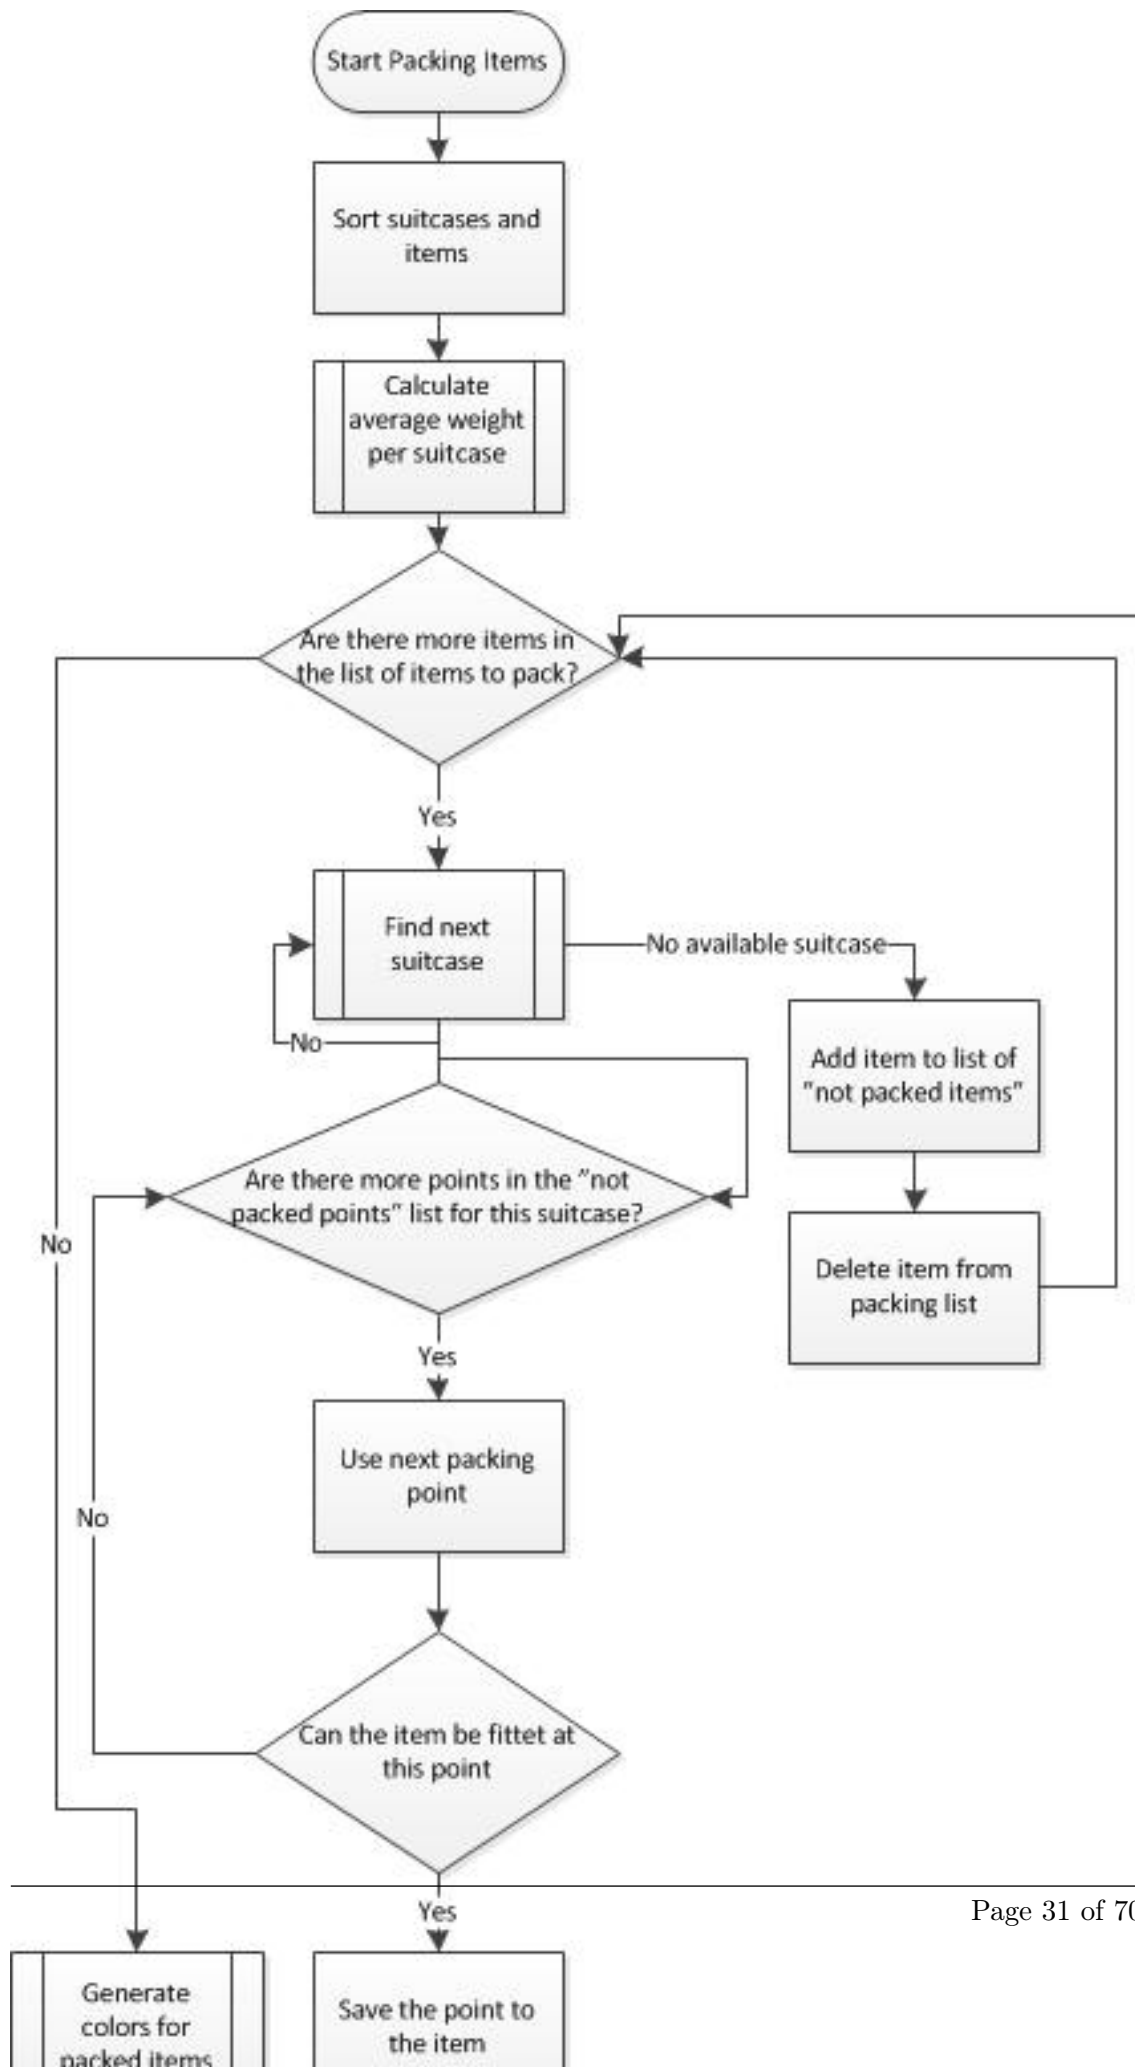 Start Packing Items
Sort suitcases and
items
Calculate
average weight
per suitcase
Are there more items in
the list of items to pack?
Yes
Find next
suitcase
No available suitcase
No
Add item to list of
"not packed items"
Are there more points in the "not
packed points" list for this suitcase?
No
Delete item from
packing list
Yes
Use next packing
point
No
Can the item be fittet at
this point
Yes
Page 31 of 70
Generate
colors for
packed items
Save the point to
the item